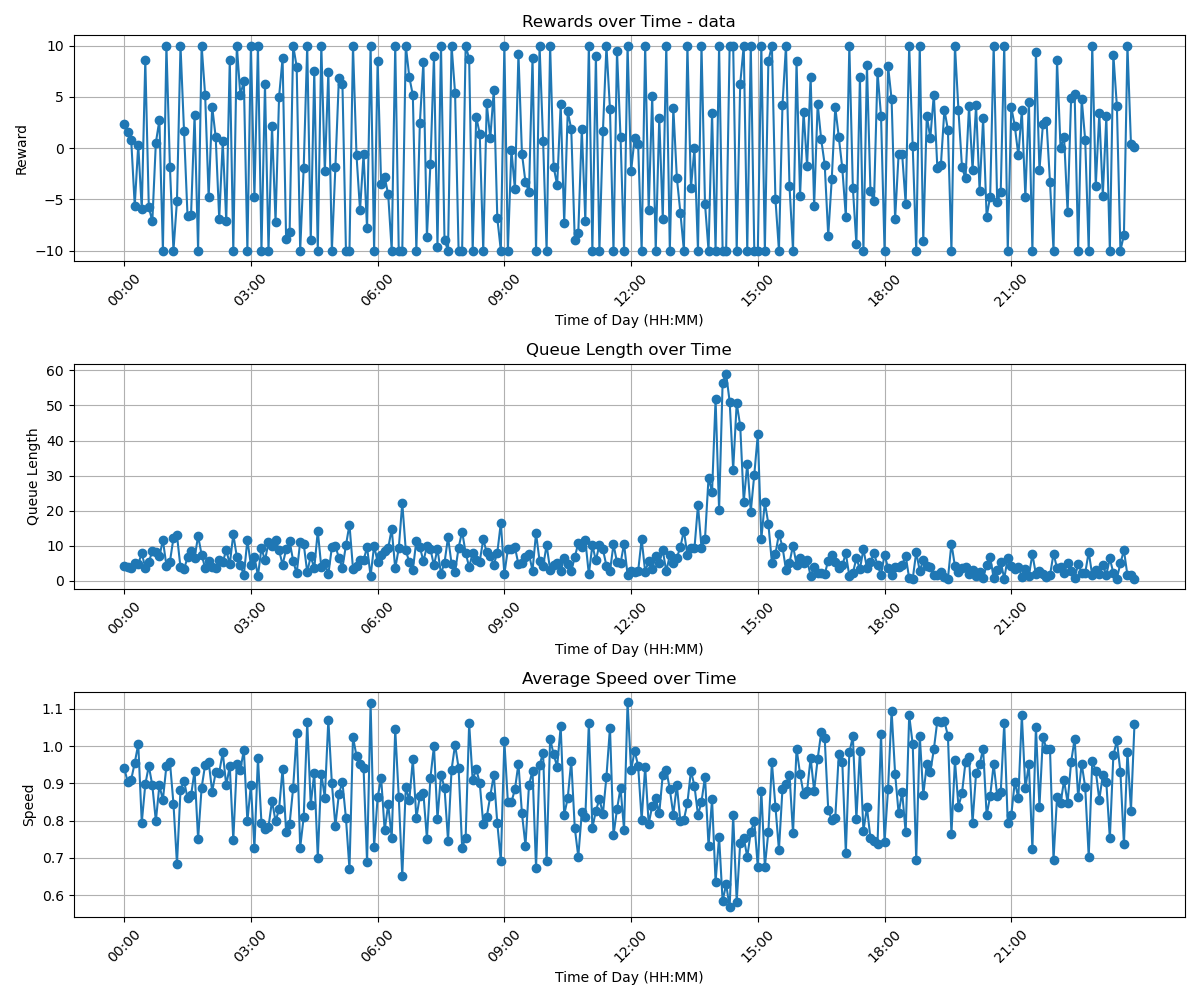 Rewards over Time - data
10
5
0
−5
−10
Reward
00:00 03:00 06:00 09:00 12:00 15:00 18:00 21:00
Time of Day (HH:MM)
Queue Length over Time
60
50
40
30
20
10
0
Queue Length
00:00 03:00 06:00 09:00 12:00 15:00 18:00 21:00
Time of Day (HH:MM)
Average Speed over Time
1.1
1.0
0.9
0.8
0.7
0.6
Speed
00:00 03:00 06:00 09:00 12:00 15:00 18:00 21:00
Time of Day (HH:MM)